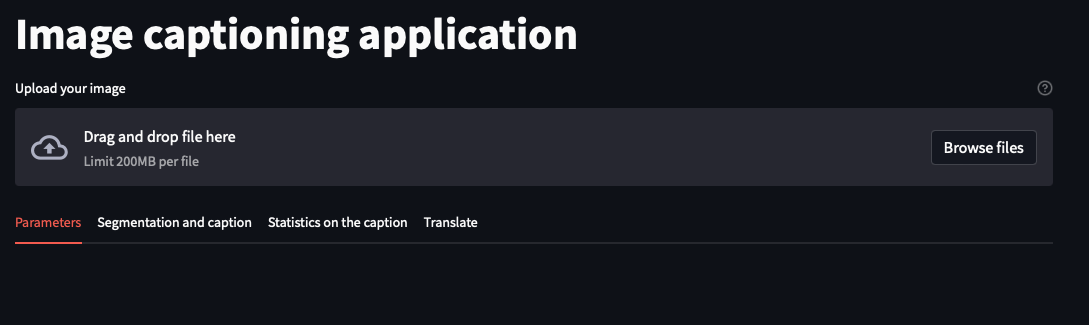 Image captioning application
Upload your image
?
Drag and drop file here
Limit 200MB per file
Browse files
Parameters Segmentation and caption Statistics on the caption Translate